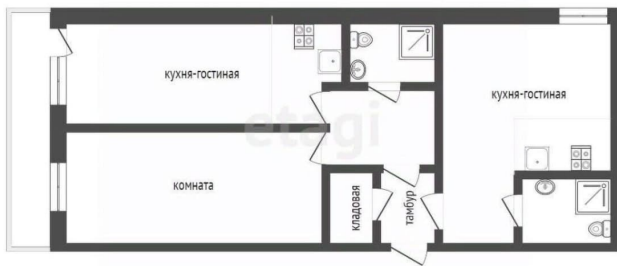 кухня-гостиная
кухня-гостиная
etagi
комната
кладовая
тамбур